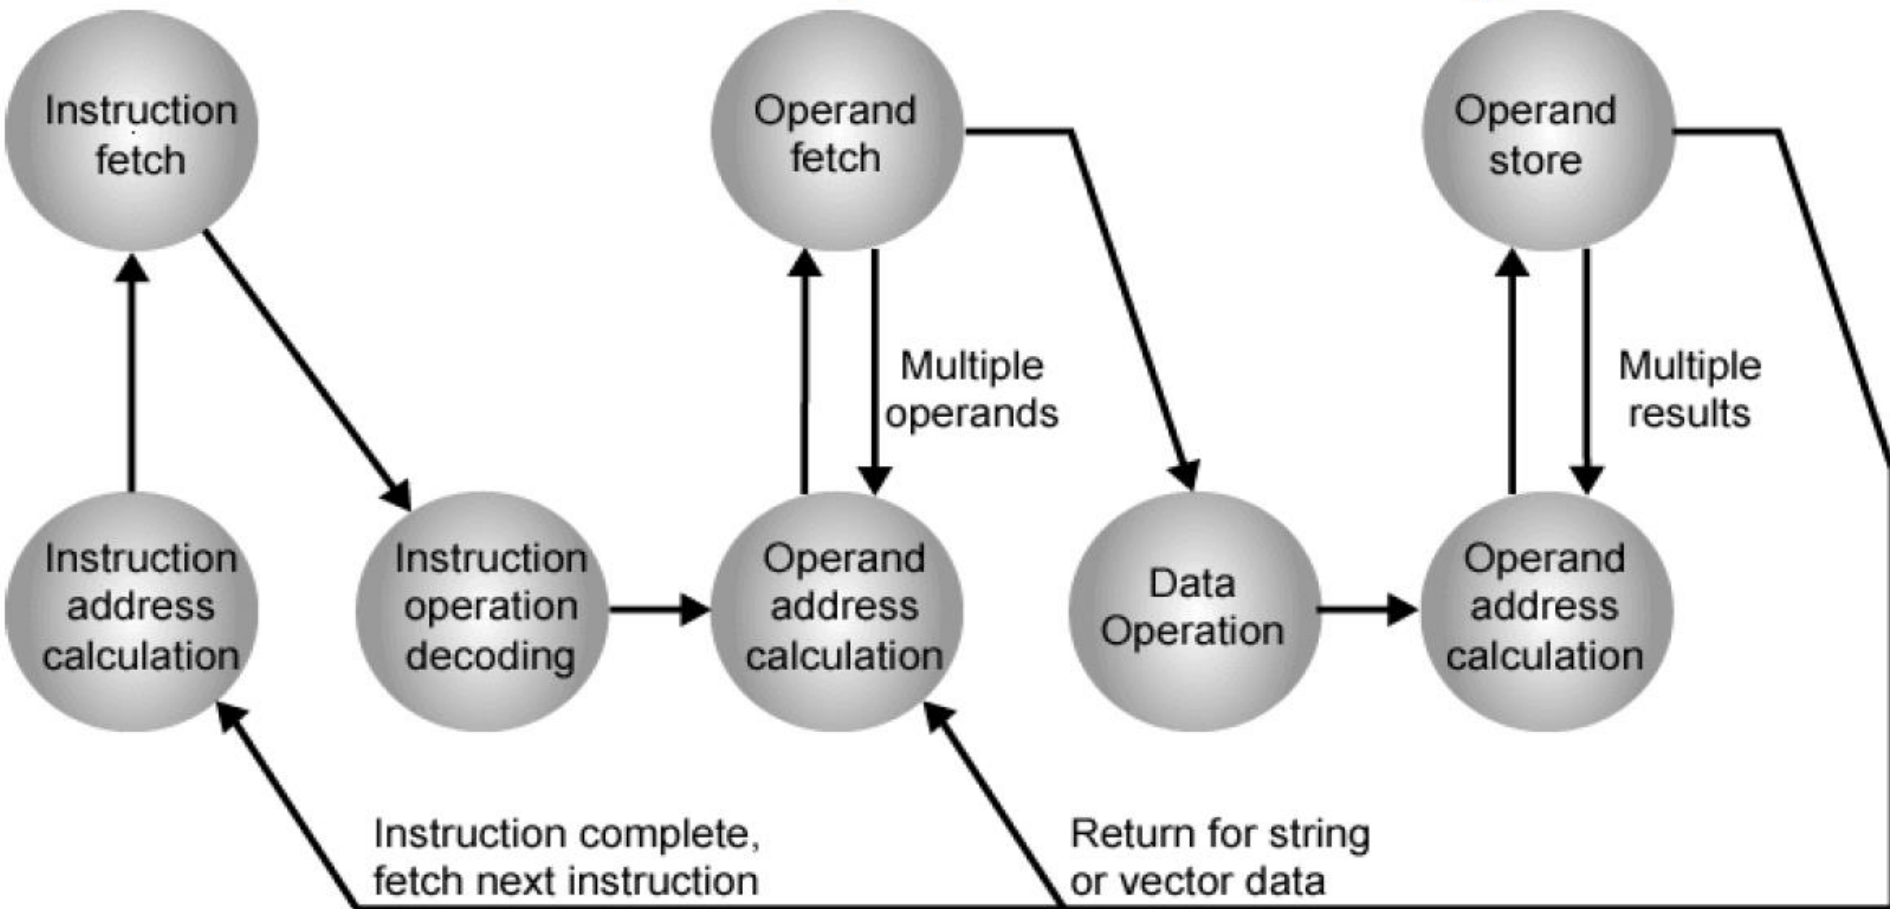 Instruction
fetch
Operand
fetch
Operand
store
Multiple
operands
Multiple
results
Instruction
address
calculation
Instruction
operation
decoding
Operand
address
calculation
Data
Operation
Operand
address
calculation
Instruction complete,
fetch next instruction
Return for string
or vector data